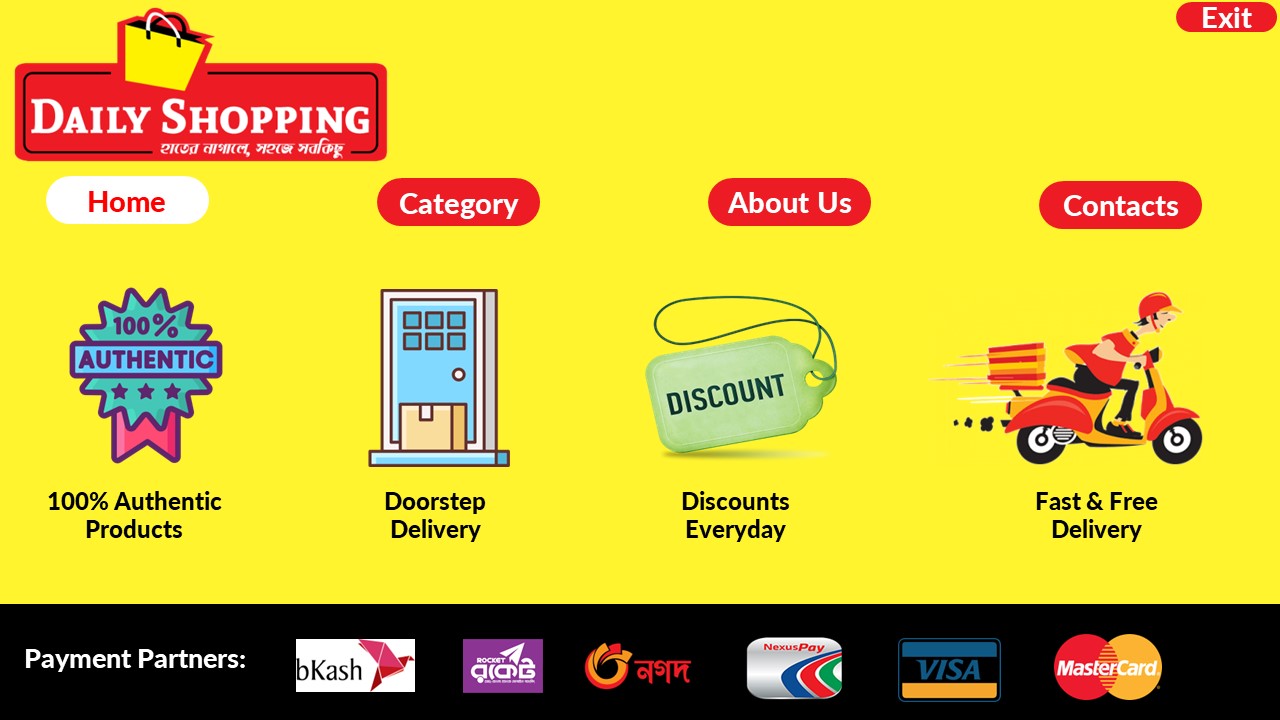 Exit
DAILY SHOPPING
হাতের নাগালে, সহজে সবকিছু
Home
Category
About Us
Contacts
100%
AUTHENTIC
DISCOUNT
100% Authentic
Products
Doorstep
Delivery
Discounts
Everyday
Fast & Free
Delivery
Payment Partners:
bKash
ROCKET
রকেট
নগদ
NexusPay
VISA
MasterCard